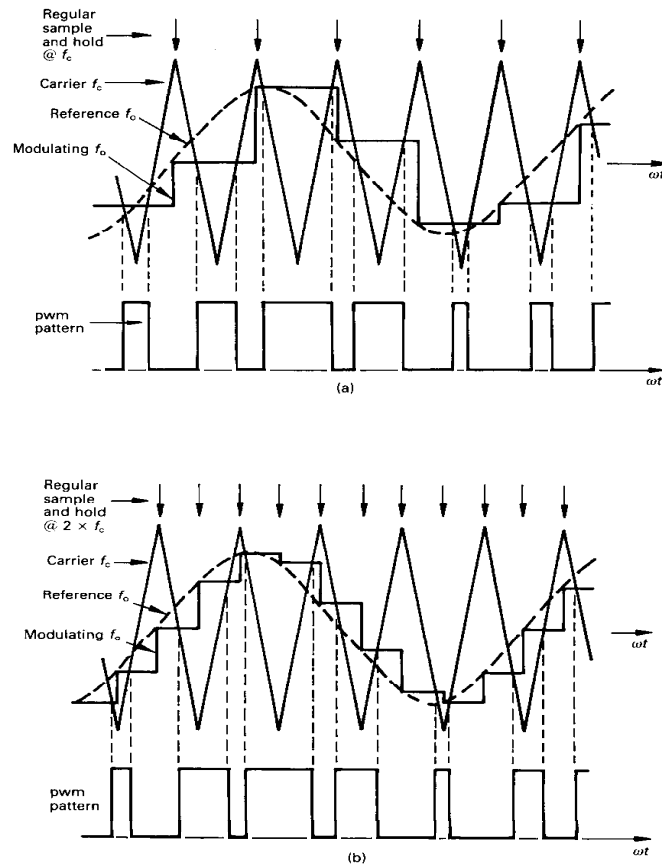 Regular
sample
and hold
@ f_c
Carrier f_c
Reference f_o
Modulating f_o
ωt
pwm
pattern
ωt
(a)
Regular
sample
and hold
@ 2 × f_c
Carrier f_c
Reference f_o
Modulating f_o
ωt
pwm
pattern
ωt
(b)